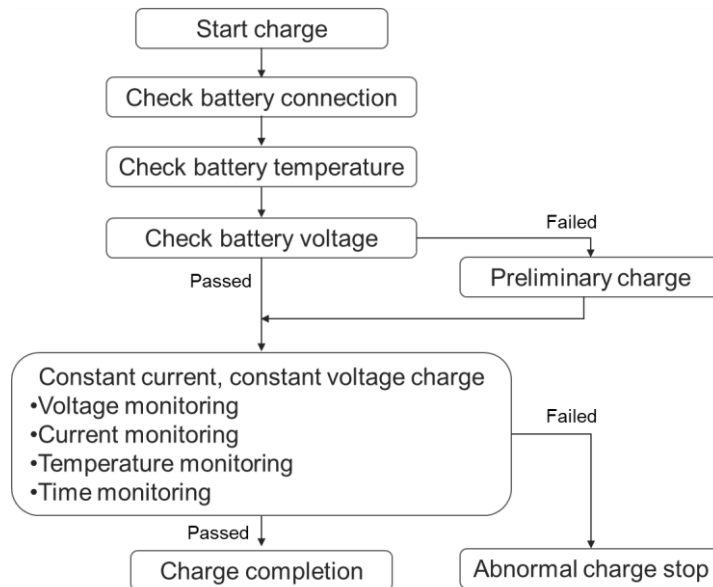 Start charge
Check battery connection
Check battery temperature
Check battery voltage
Failed
Passed
Preliminary charge
Constant current, constant voltage charge
•Voltage monitoring
•Current monitoring
•Temperature monitoring
•Time monitoring
Failed
Passed
Charge completion
Abnormal charge stop